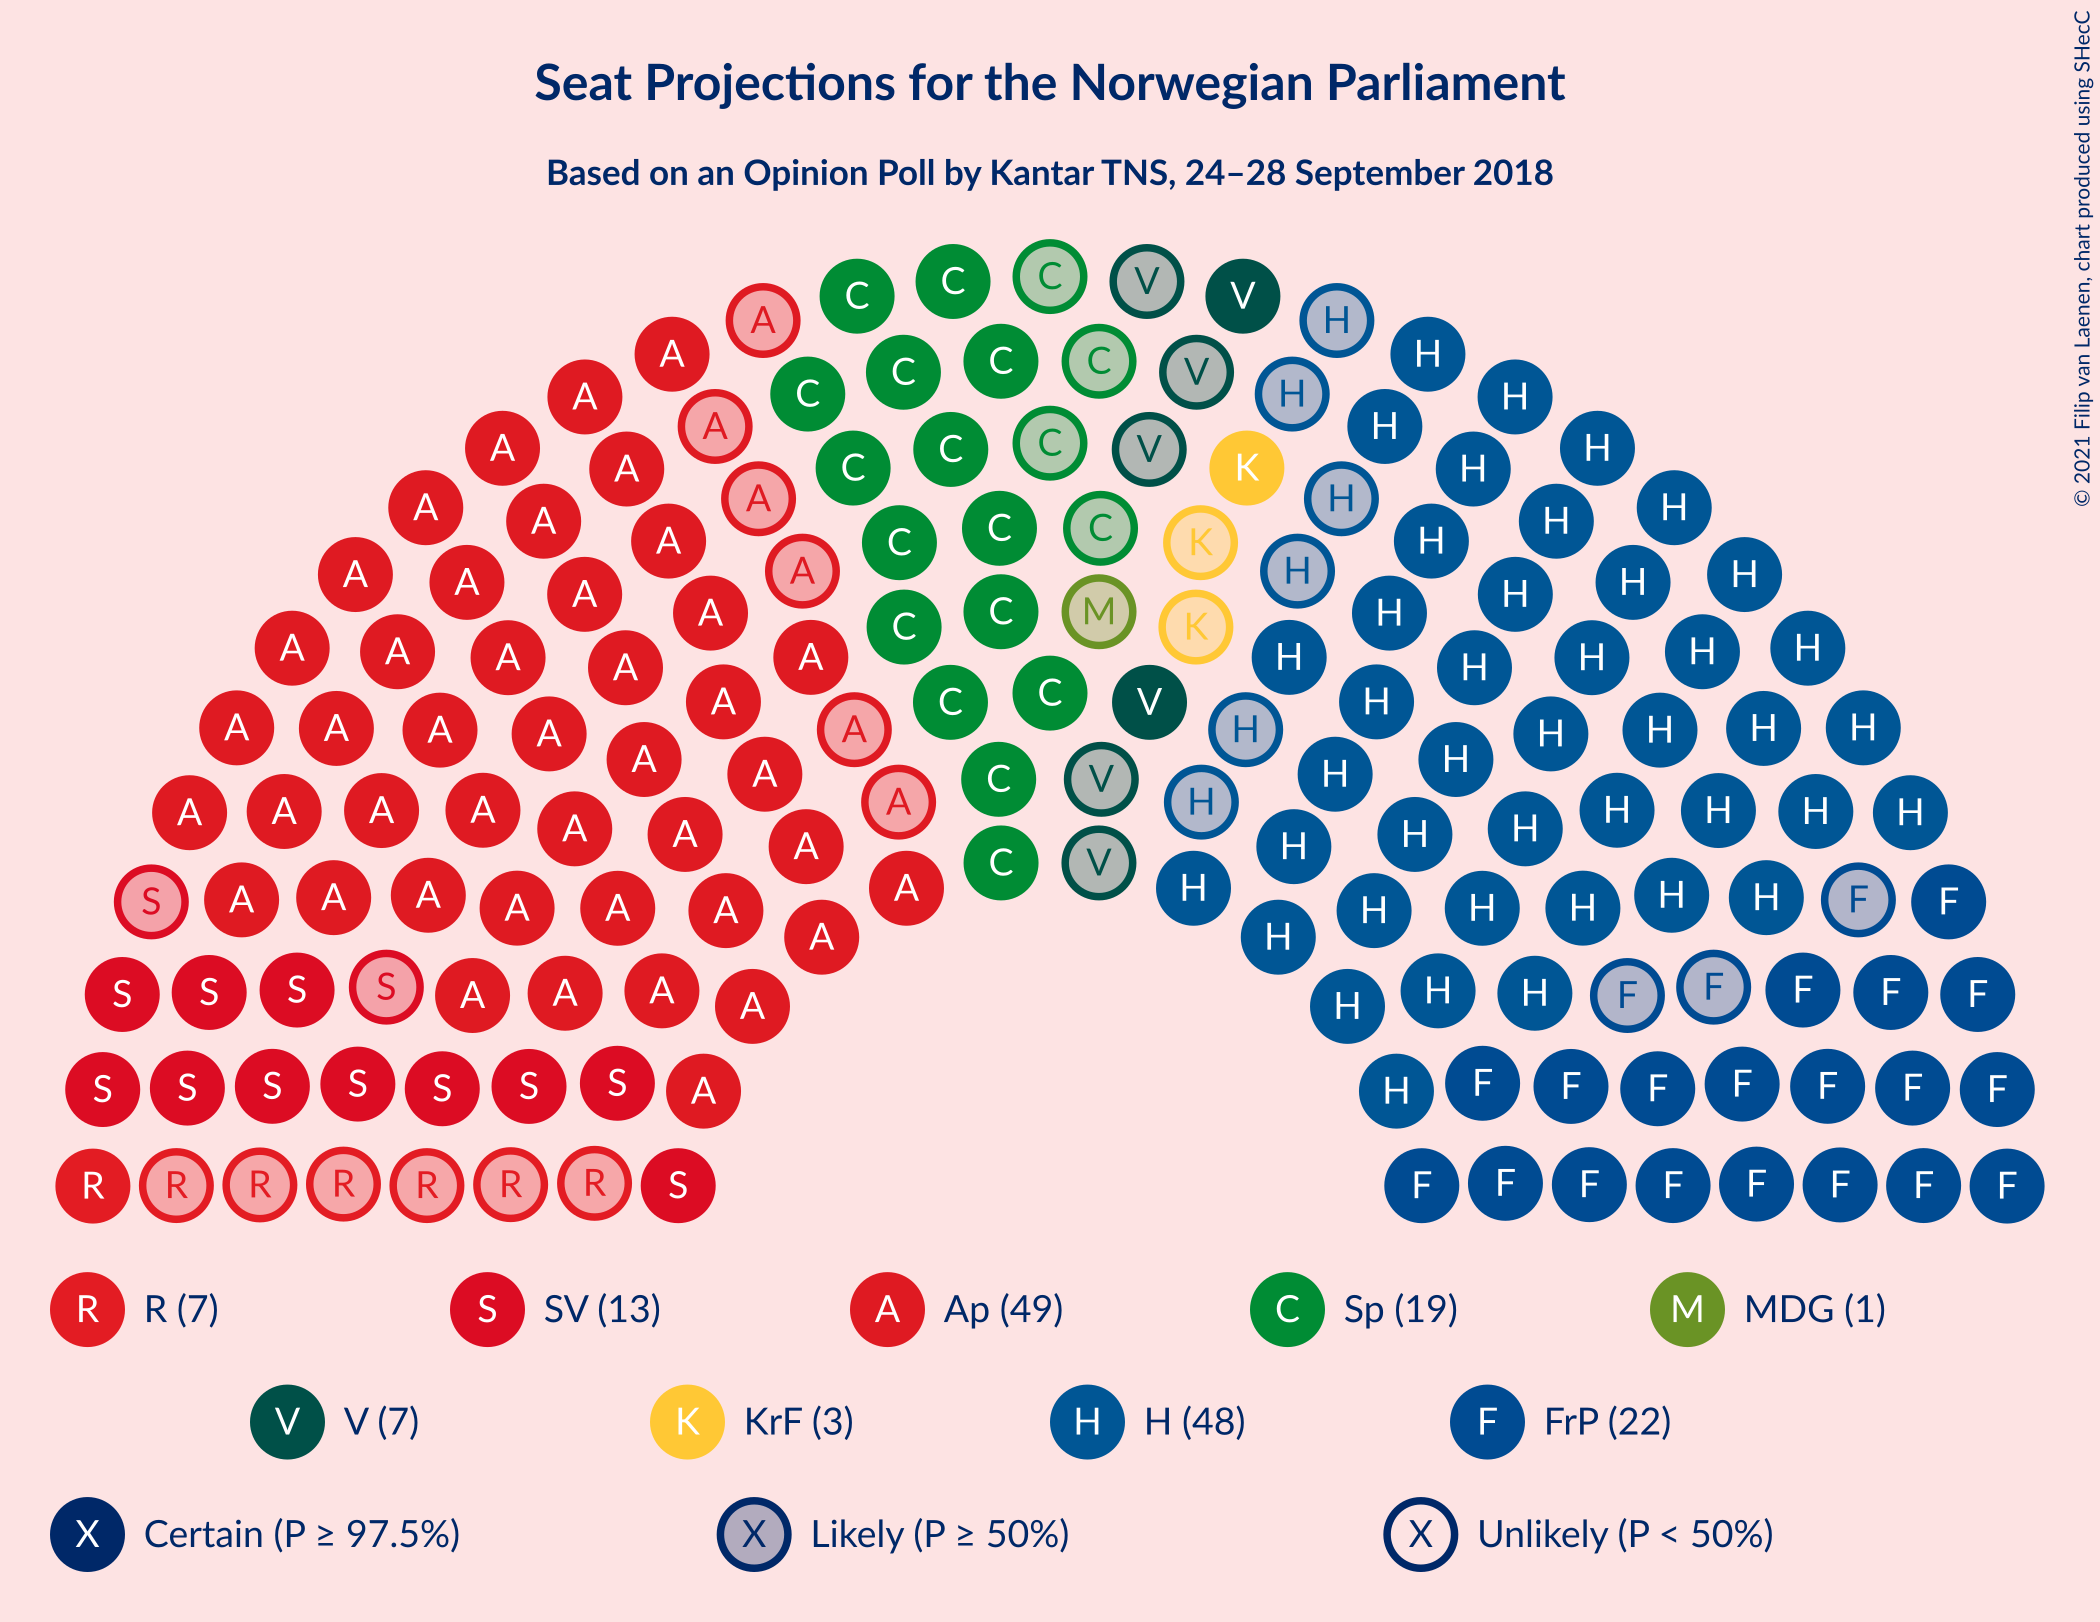 Seat Projections for the Norwegian Parliament
Based on an Opinion Poll by Kantar TNS, 24–28 September 2018
© 2021 Filip van Laenen, chart produced using SHecC
C C C V V
A C C C C V H
A A A C C C V K H H
A A A C C C K H H H
A A A A C C M K H H H
A A A A A C C V H H H H
A A A A A A C V H H H H H
A A A A A A A C V H H H H H H
S A A A A A A A A H H H H H H H F F
S S S S A A A A H H H F F F F F
S S S S S S S A H F F F F F F F
R R R R R R R S F F F F F F F F
R R (7) S SV (13) A Ap (49) C Sp (19) M MDG (1)
V V (7) K KrF (3) H H (48) F FrP (22)
X Certain (P ≥ 97.5%) X Likely (P ≥ 50%) X Unlikely (P < 50%)